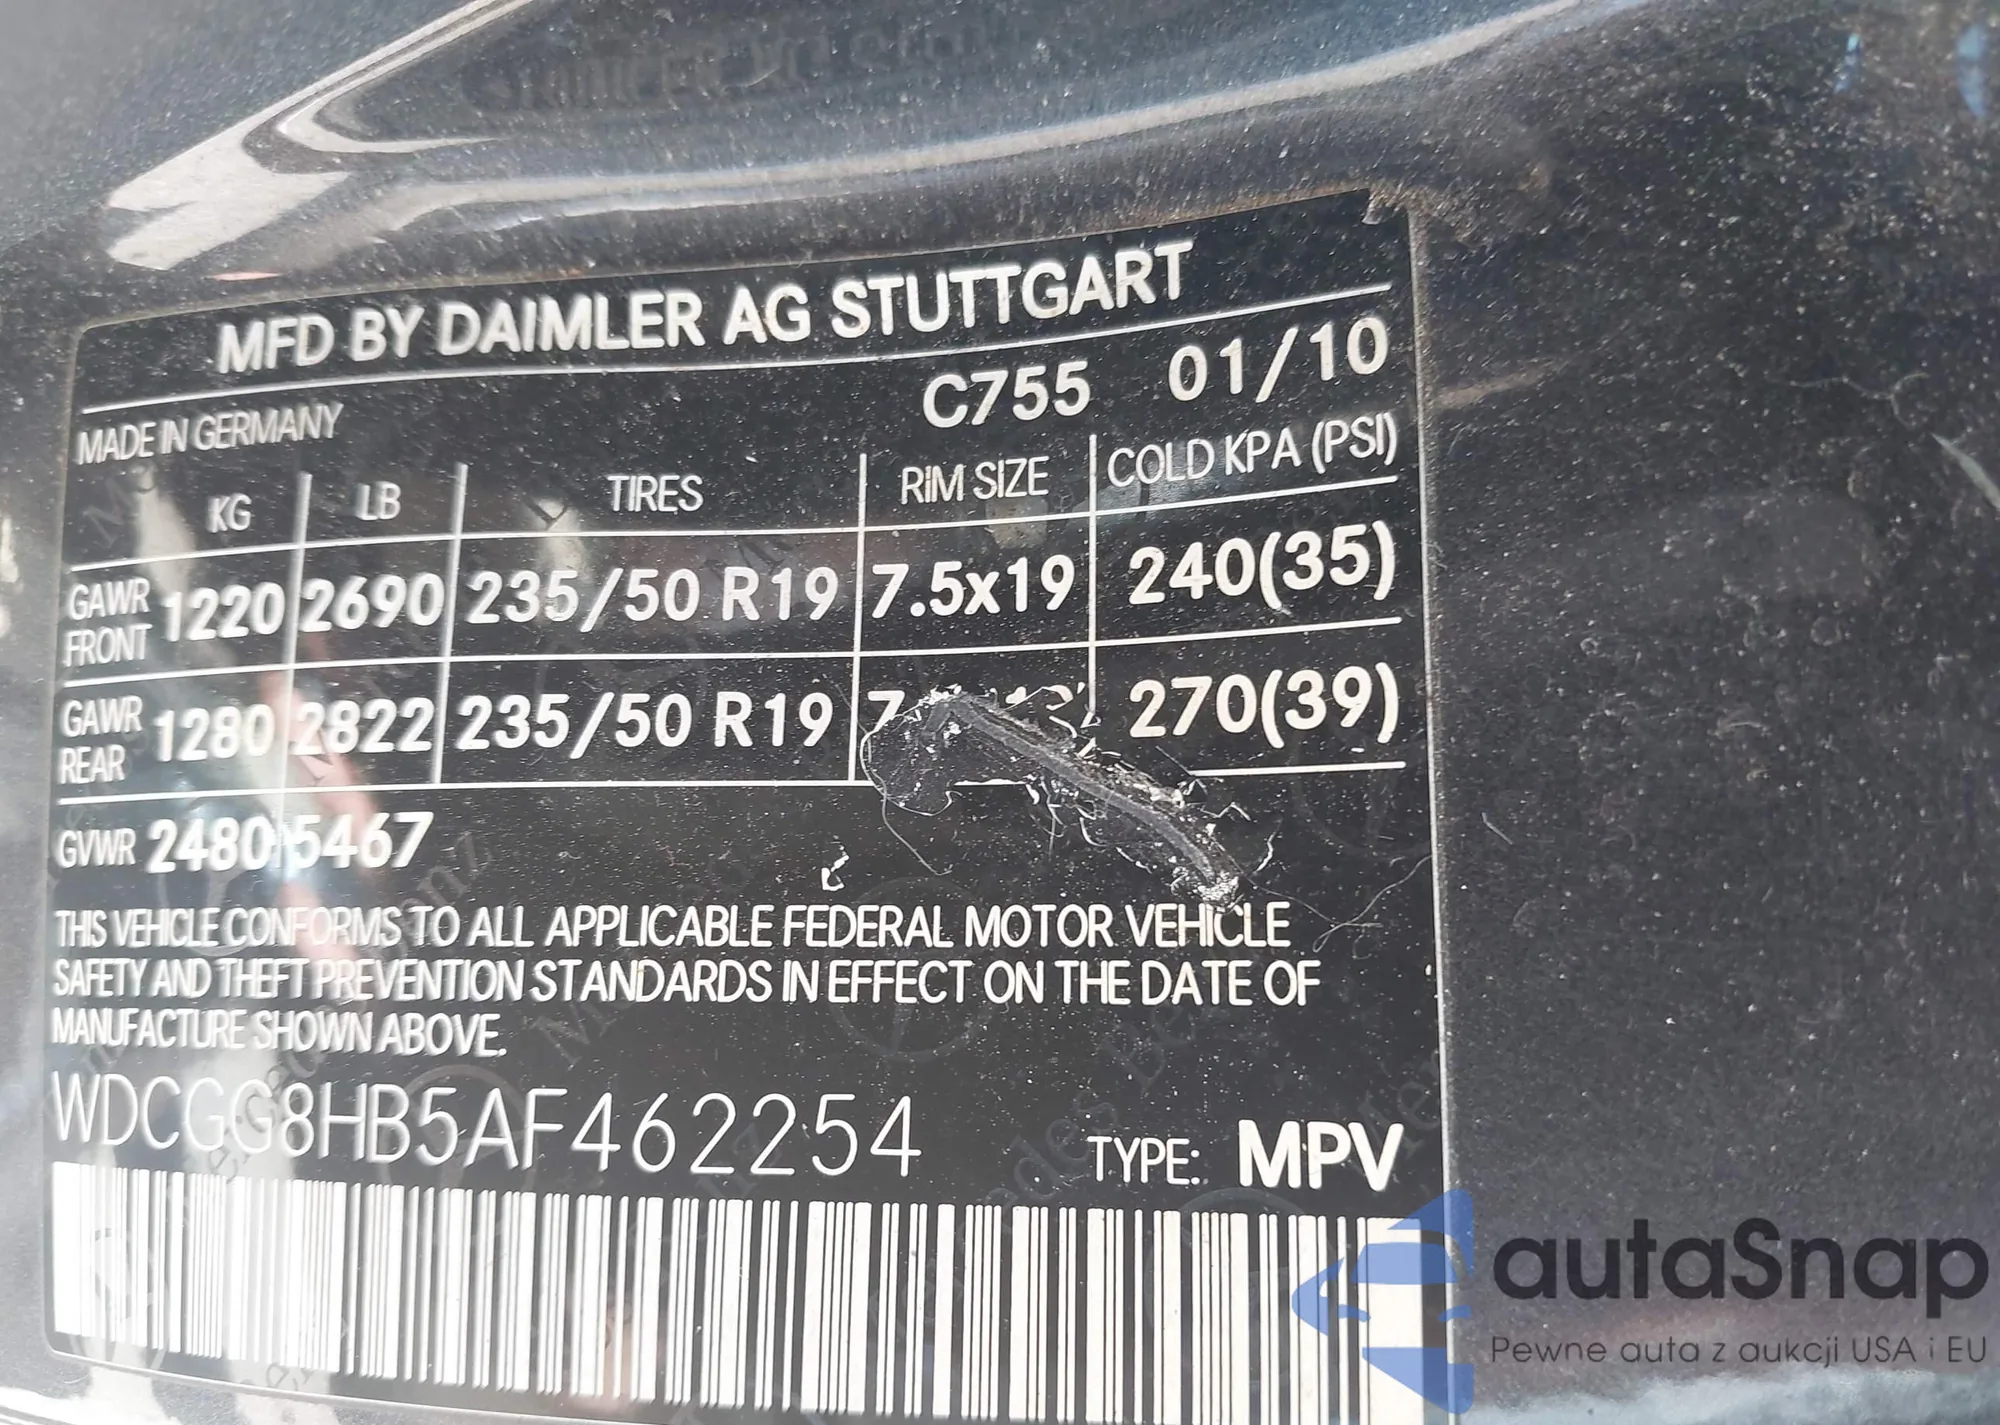 MFD BY DAIMLER AG STUTTGART
MADE IN GERMANY C755 01/10
KG LB TIRES RIM SIZE COLD KPA (PSI)
GAWR FRONT 1220 2690 235/50 R19 7.5x19 240(35)
GAWR REAR 1280 2822 235/50 R19 270(39)
GVWR 2480 5467
THIS VEHICLE CONFORMS TO ALL APPLICABLE FEDERAL MOTOR VEHICLE
SAFETY AND THEFT PREVENTION STANDARDS IN EFFECT ON THE DATE OF
MANUFACTURE SHOWN ABOVE.
WDCGG8HB5AF462254 TYPE: MPV
autaSnap
Pewne auta z aukcji USA i EU